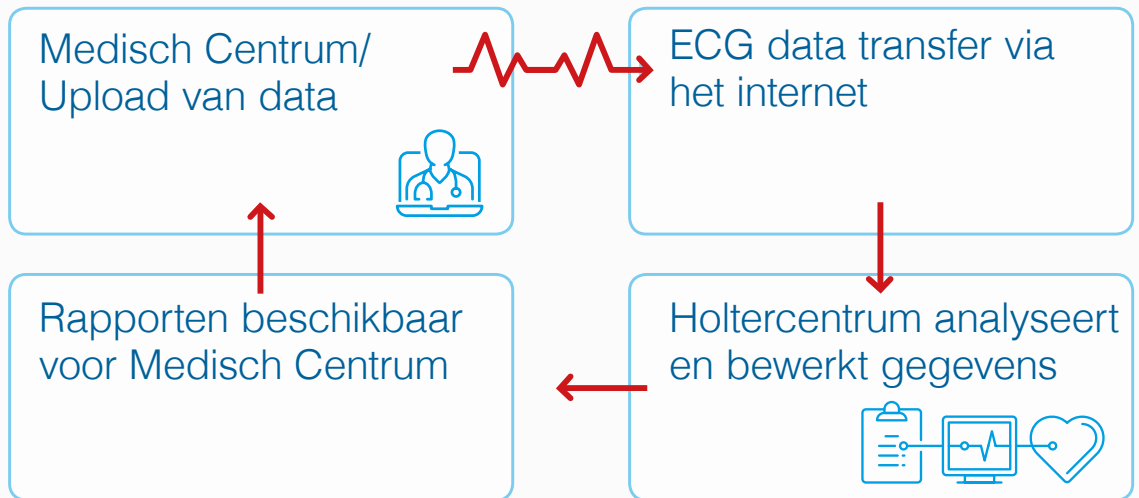 Medisch Centrum/
Upload van data
ECG data transfer via
het internet
Rapporten beschikbaar
voor Medisch Centrum
Holtercentrum analyseert
en bewerkt gegevens